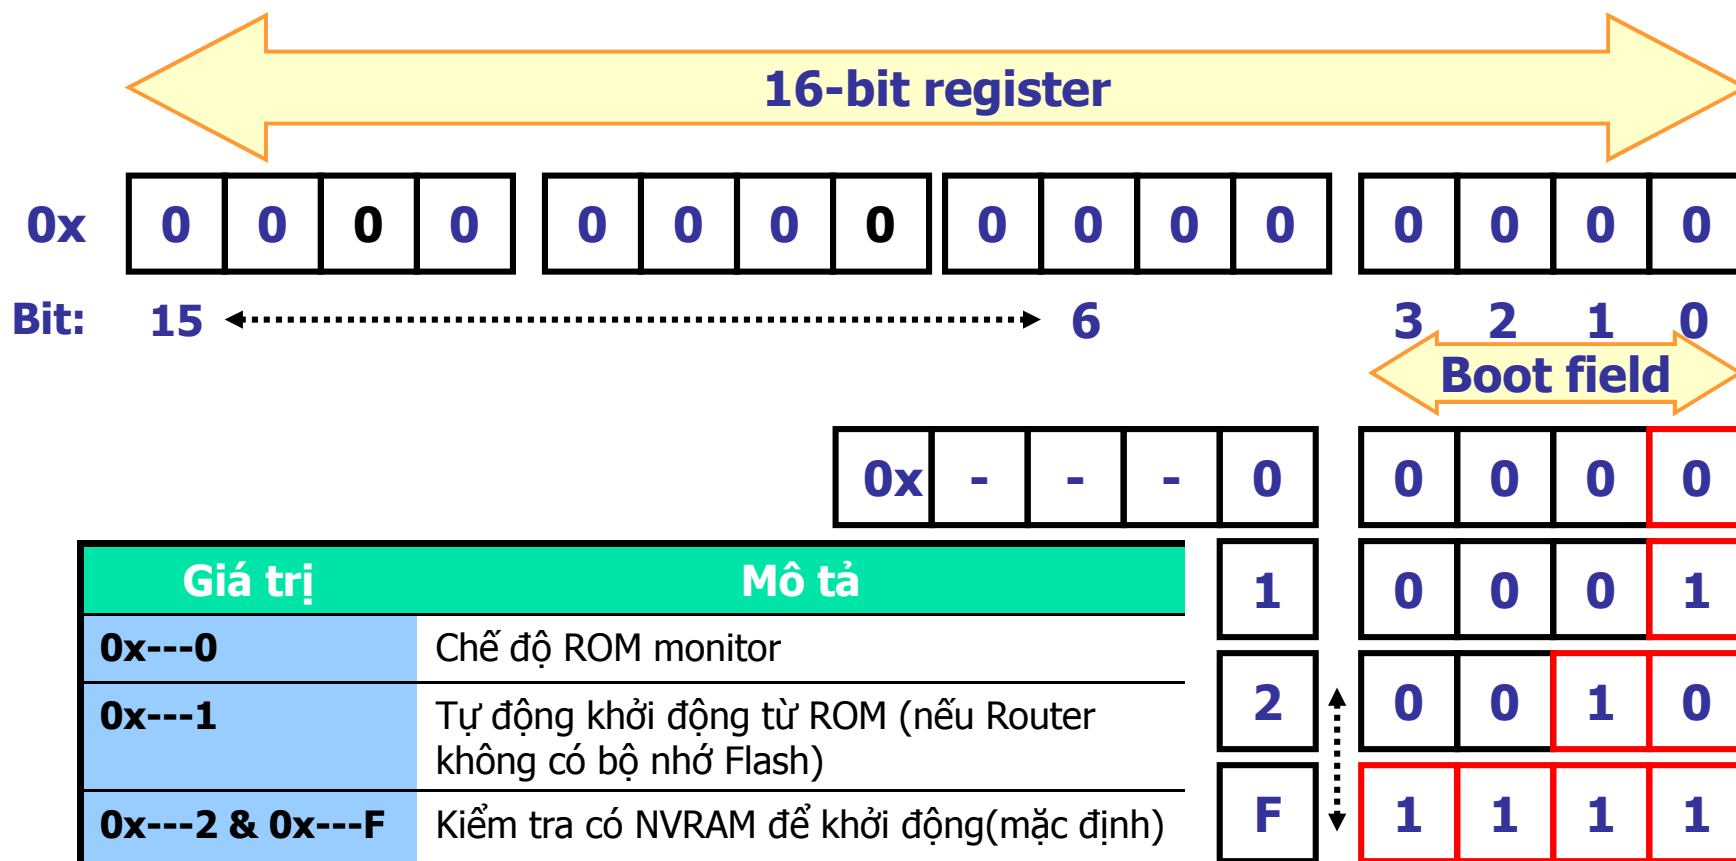 16-bit register
0x 0 0 0 0 0 0 0 0 0 0 0 0 0 0 0 0
Bit: 15 6 3 2 1 0
Boot field
0x - - - 0 0 0 0 0
Giá trị Mô tả 1 0 0 0 1
0x---0 Chế độ ROM monitor
0x---1 Tự động khởi động từ ROM (nếu Router
không có bộ nhớ Flash)
2 0 0 1 0
0x---2 & 0x---F Kiểm tra có NVRAM để khởi động(mặc định)
F 1 1 1 1